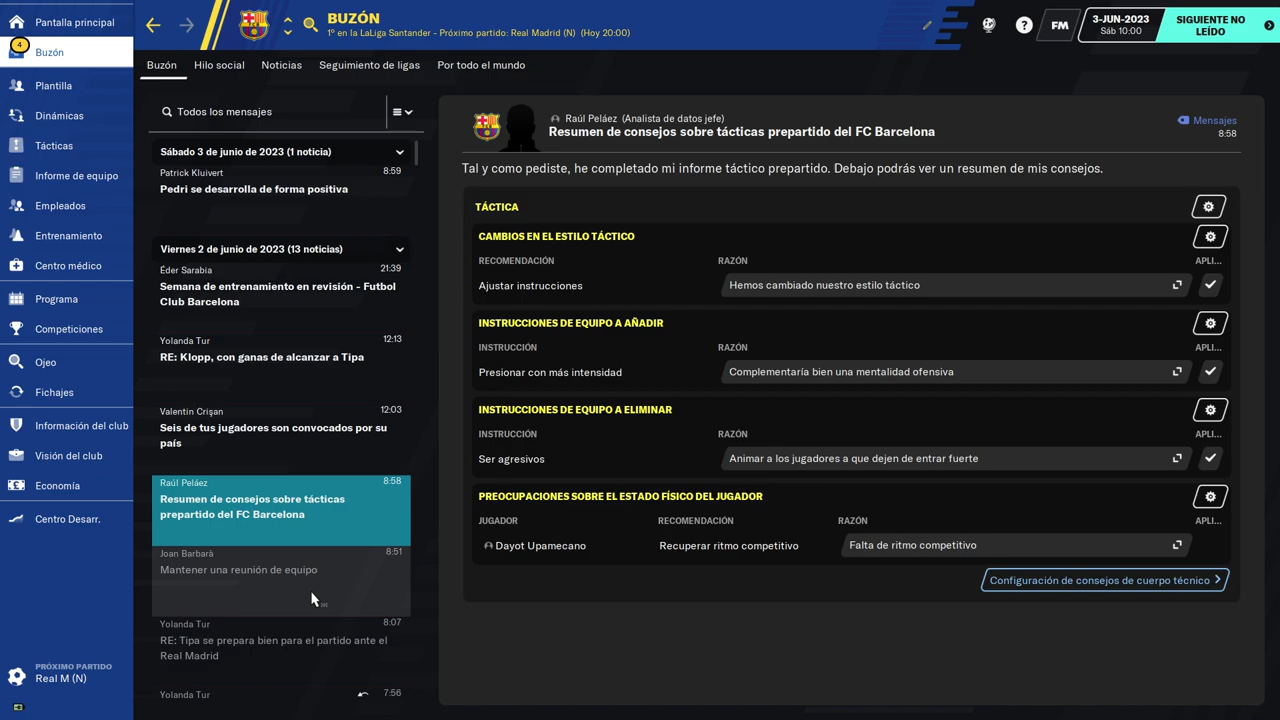 Pantalla principal
4
Buzón
Plantilla
Dinámicas
Tácticas
Informe de equipo
Empleados
Entrenamiento
Centro médico
Programa
Competiciones
Ojeo
Fichajes
Información del club
Visión del club
Economía
Centro Desarr.
PRÓXIMO PARTIDO
Real M (N)
BUZÓN
1º en la LaLiga Santander - Próximo partido: Real Madrid (N) (Hoy 20:00)
FM
3-JUN-2023
Sáb 10:00
SIGUIENTE NO
LEÍDO
Buzón
Hilo social
Noticias
Seguimiento de ligas
Por todo el mundo
Todos los mensajes
Sábado 3 de junio de 2023 (1 noticia)
Patrick Kluivert 8:59
Pedri se desarrolla de forma positiva
Viernes 2 de junio de 2023 (13 noticias)
Éder Sarabia 21:39
Semana de entrenamiento en revisión - Futbol
Club Barcelona
Yolanda Tur 12:13
RE: Klopp, con ganas de alcanzar a Tipa
Valentin Crişan 12:03
Seis de tus jugadores son convocados por su
país
Raúl Peláez 8:58
Resumen de consejos sobre tácticas
prepartido del FC Barcelona
Joan Barbarà 8:51
Mantener una reunión de equipo
Yolanda Tur 8:07
RE: Tipa se prepara bien para el partido ante el
Real Madrid
Yolanda Tur 7:56
Raúl Peláez (Analista de datos jefe)
Resumen de consejos sobre tácticas prepartido del FC Barcelona
Mensajes
8:58
Tal y como pediste, he completado mi informe táctico prepartido. Debajo podrás ver un resumen de mis consejos.
TÁCTICA
CAMBIOS EN EL ESTILO TÁCTICO
RECOMENDACIÓN RAZÓN APLI...
Ajustar instrucciones Hemos cambiado nuestro estilo táctico
INSTRUCCIONES DE EQUIPO A AÑADIR
INSTRUCCIÓN RAZÓN APLI...
Presionar con más intensidad Complementaría bien una mentalidad ofensiva
INSTRUCCIONES DE EQUIPO A ELIMINAR
INSTRUCCIÓN RAZÓN APLI...
Ser agresivos Animar a los jugadores a que dejen de entrar fuerte
PREOCUPACIONES SOBRE EL ESTADO FÍSICO DEL JUGADOR
JUGADOR RECOMENDACIÓN RAZÓN APLI...
Dayot Upamecano Recuperar ritmo competitivo Falta de ritmo competitivo
Configuración de consejos de cuerpo técnico